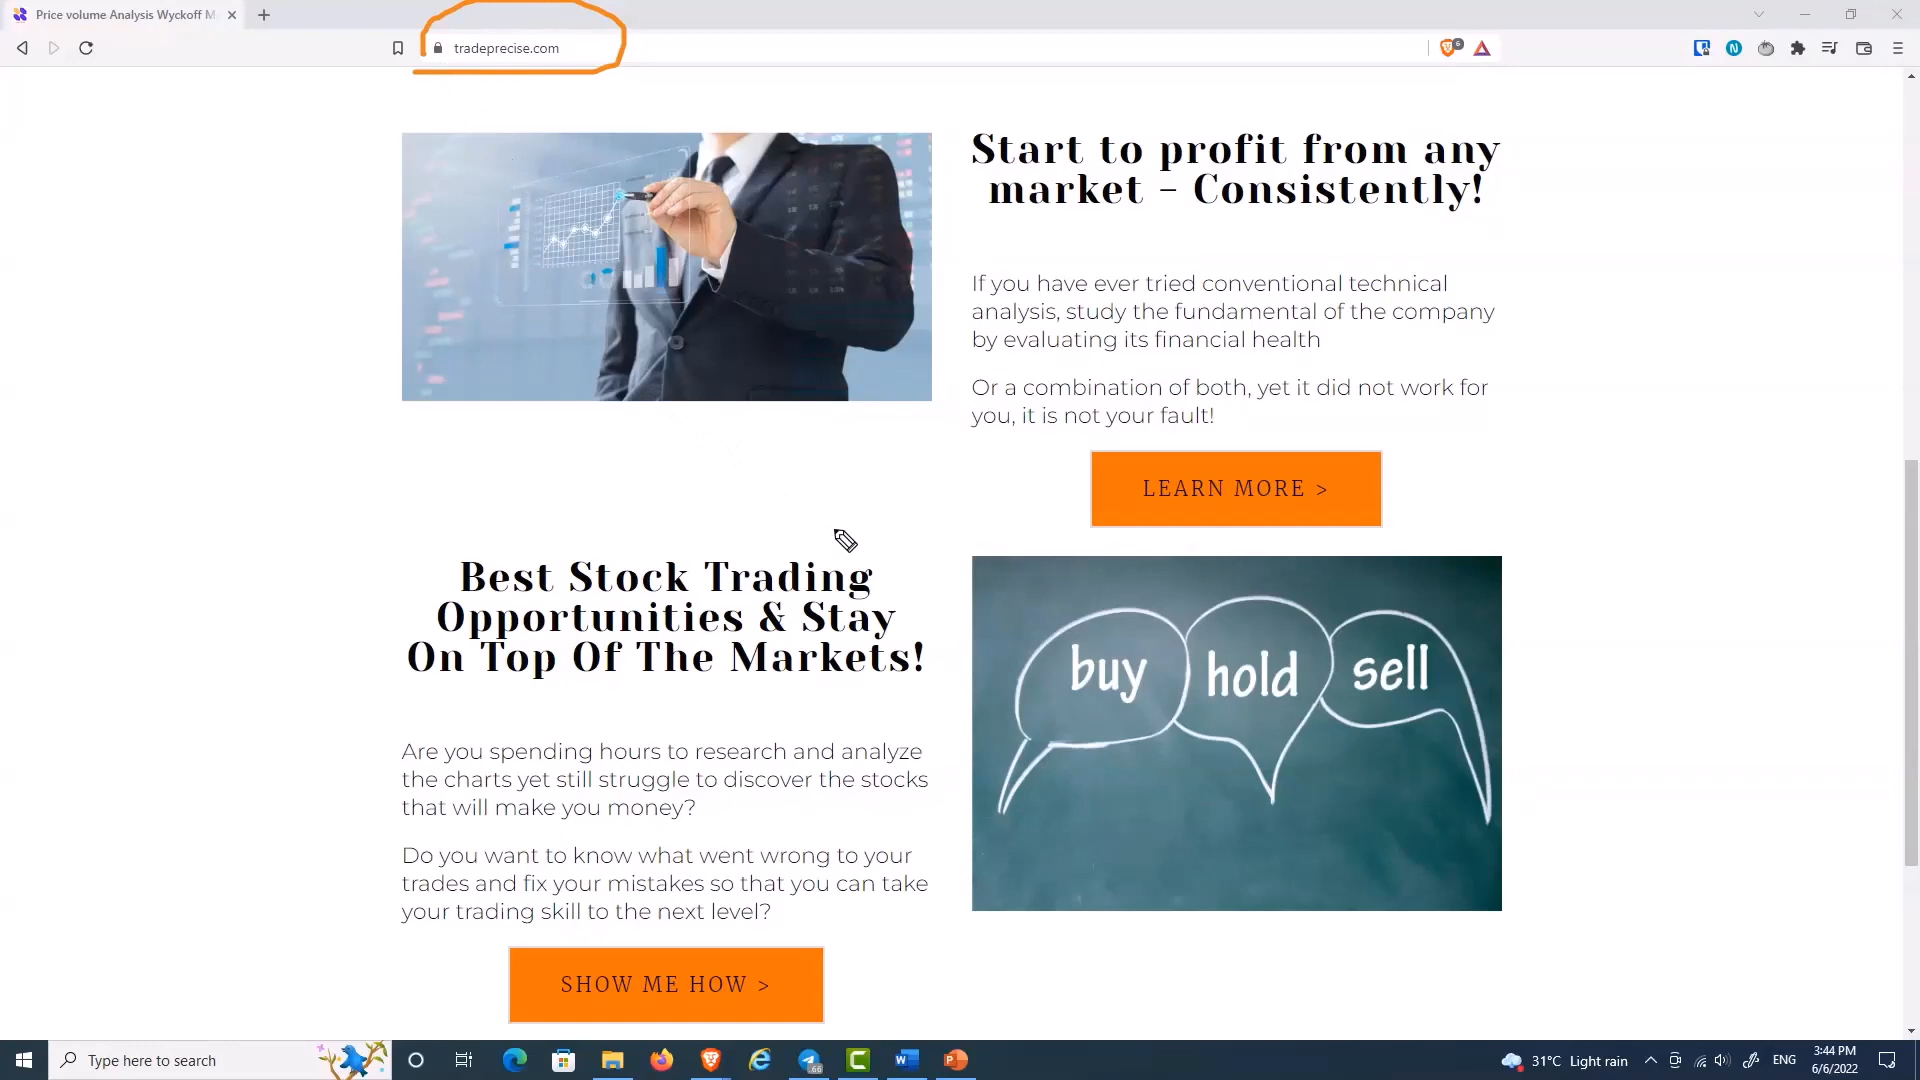 Price volume Analysis Wyckoff M
tradeprecise.com
6
N
Start to profit from any
market - Consistently!
If you have ever tried conventional technical
analysis, study the fundamental of the company
by evaluating its financial health
Or a combination of both, yet it did not work for
you, it is not your fault!
LEARN MORE >
Best Stock Trading
Opportunities & Stay
On Top Of The Markets!
buy hold sell
Are you spending hours to research and analyze
the charts yet still struggle to discover the stocks
that will make you money?
Do you want to know what went wrong to your
trades and fix your mistakes so that you can take
your trading skill to the next level?
SHOW ME HOW >
Type here to search
31°C Light rain
ENG
3:44 PM
6/6/2022